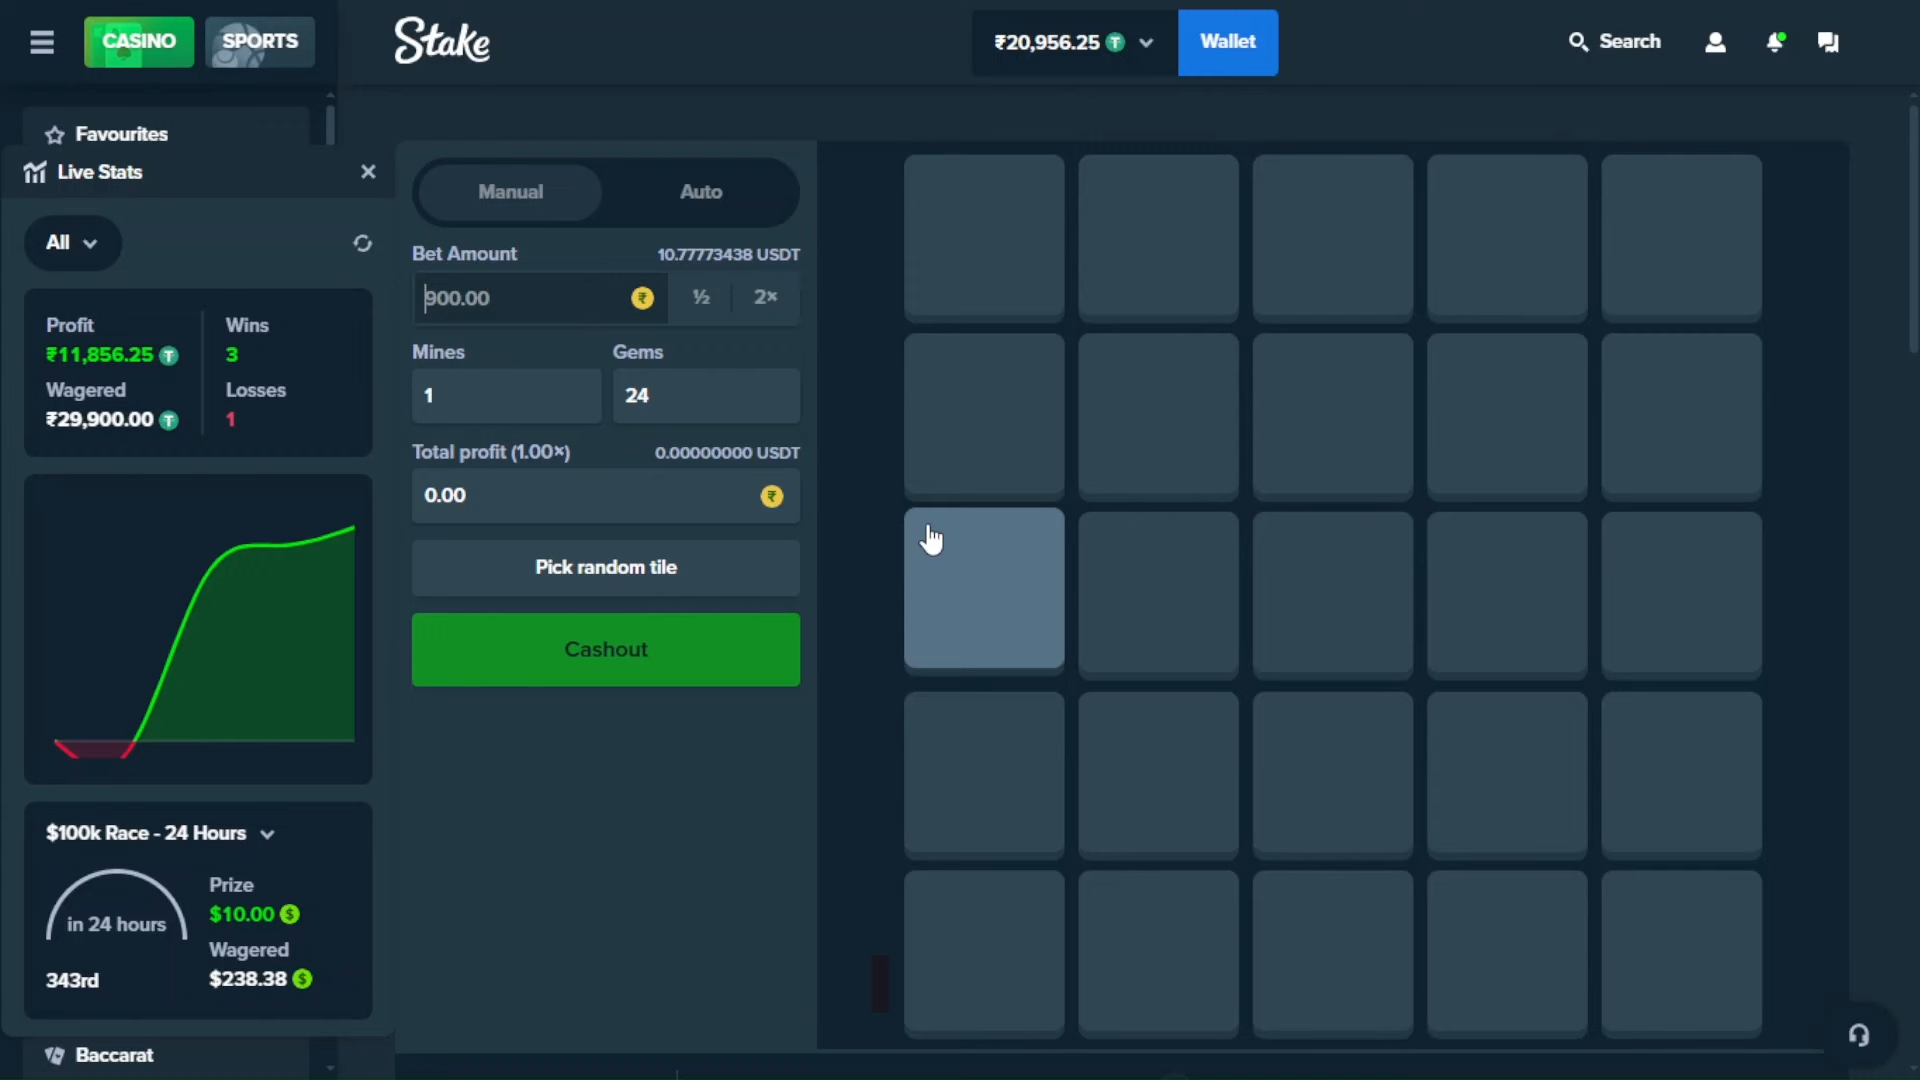 CASINO
SPORTS
Stake
₹20,956.25
Wallet
Search
Favourites
Live Stats
All
Profit
₹11,856.25
Wins
3
Wagered
₹29,900.00
Losses
1
$100k Race - 24 Hours
in 24 hours
343rd
Prize
$10.00
Wagered
$238.38
Baccarat
Manual
Auto
Bet Amount
10.77773438 USDT
900.00
½
2×
Mines
Gems
1
24
Total profit (1.00×)
0.00000000 USDT
0.00
Pick random tile
Cashout